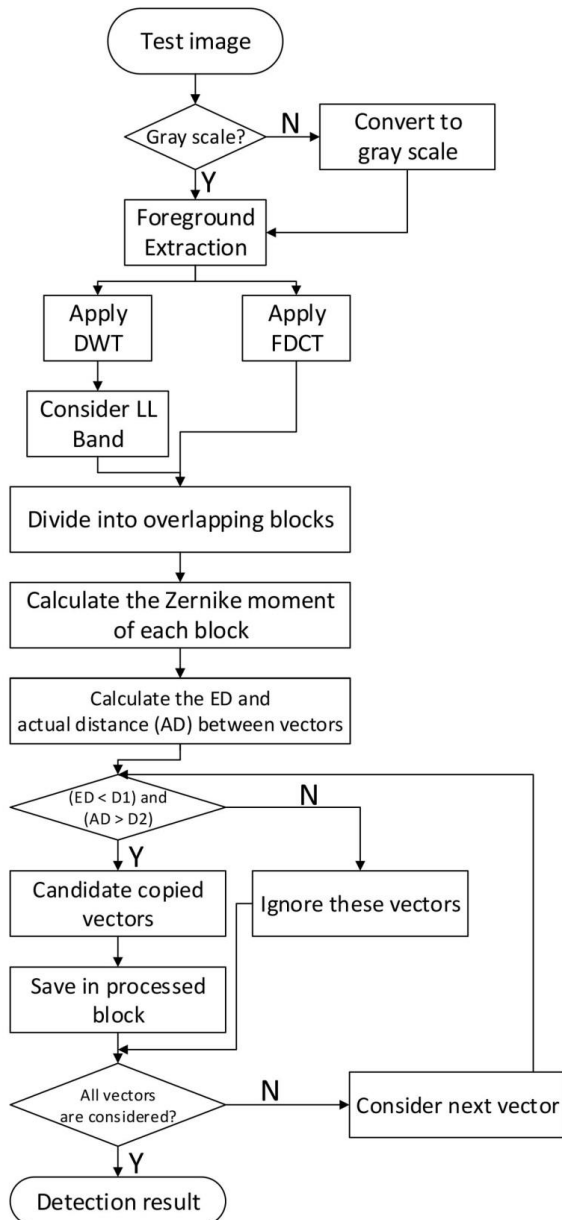 Test image
Gray scale?
N
Convert to
gray scale
Y
Foreground
Extraction
Apply
DWT
Apply
FDCT
Consider LL
Band
Divide into overlapping blocks
Calculate the Zernike moment
of each block
Calculate the ED and
actual distance (AD) between vectors
(ED < D1) and
(AD > D2)
N
Y
Candidate copied
vectors
Ignore these vectors
Save in processed
block
All vectors
are considered?
N
Consider next vector
Y
Detection result